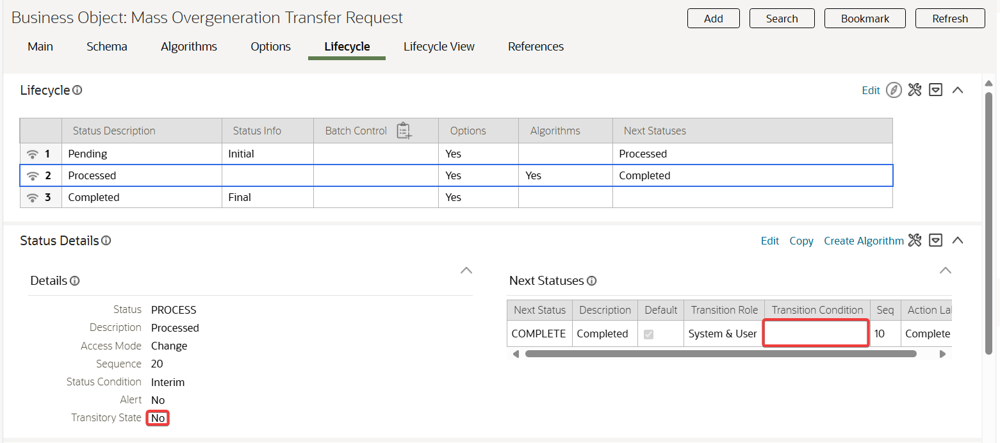 Business Object: Mass Overgeneration Transfer Request
Add Search Bookmark Refresh
Main Schema Algorithms Options Lifecycle Lifecycle View References
Lifecycle
Edit
Status Description Status Info Batch Control Options Algorithms Next Statuses
1 Pending Initial Yes Processed
2 Processed Yes Yes Completed
3 Completed Final Yes
Status Details
Edit Copy Create Algorithm
Details
Status PROCESS
Description Processed
Access Mode Change
Sequence 20
Status Condition Interim
Alert No
Transitory State No
Next Statuses
Next Status Description Default Transition Role Transition Condition Seq Action Lal
COMPLETE Completed System & User 10 Complete